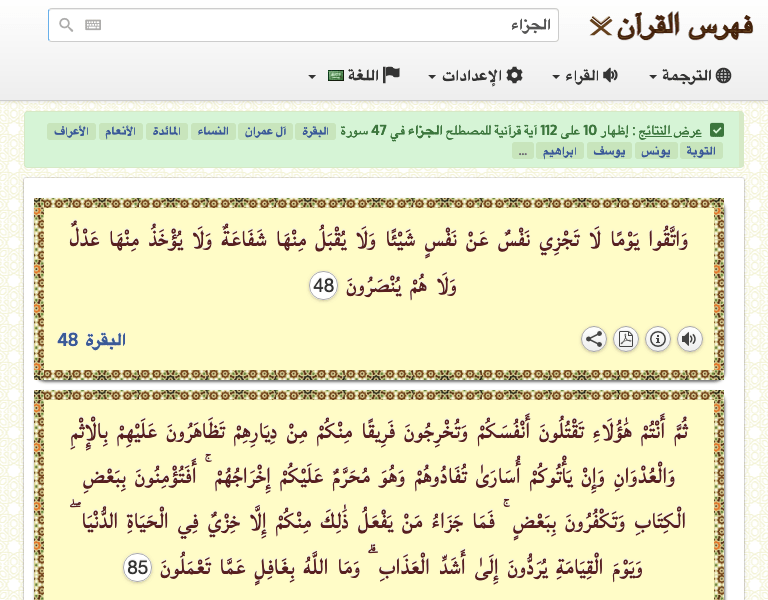 فهرس القرآن
الجزاء
الترجمة
القراء
الإعدادات
اللغة
عرض النتائج : إظهار 10 على 112 آية قرآنية للمصطلح الجزاء في 47 سورة البقرة آل عمران النساء المائدة الأنعام الأعراف
التوبة يونس يوسف ابراهيم ...
وَاتَّقُوا يَوْمًا لَا تَجْزِي نَفْسٌ عَنْ نَفْسٍ شَيْئًا وَلَا يُقْبَلُ مِنْهَا شَفَاعَةٌ وَلَا يُؤْخَذُ مِنْهَا عَدْلٌ
وَلَا هُمْ يُنْصَرُونَ 48
البقرة 48
ثُمَّ أَنْتُمْ هَٰؤُلَاءِ تَقْتُلُونَ أَنْفُسَكُمْ وَتُخْرِجُونَ فَرِيقًا مِنْكُمْ مِنْ دِيَارِهِمْ تَظَاهَرُونَ عَلَيْهِمْ بِالْإِثْمِ
وَالْعُدْوَانِ وَإِنْ يَأْتُوكُمْ أُسَارَىٰ تُفَادُوهُمْ وَهُوَ مُحَرَّمٌ عَلَيْكُمْ إِخْرَاجُهُمْ ۚ أَفَتُؤْمِنُونَ بِبَعْضِ
الْكِتَابِ وَتَكْفُرُونَ بِبَعْضٍ ۚ فَمَا جَزَاءُ مَنْ يَفْعَلُ ذَٰلِكَ مِنْكُمْ إِلَّا خِزْيٌ فِي الْحَيَاةِ الدُّنْيَا ۖ
وَيَوْمَ الْقِيَامَةِ يُرَدُّونَ إِلَىٰ أَشَدِّ الْعَذَابِ ۗ وَمَا اللَّهُ بِغَافِلٍ عَمَّا تَعْمَلُونَ 85